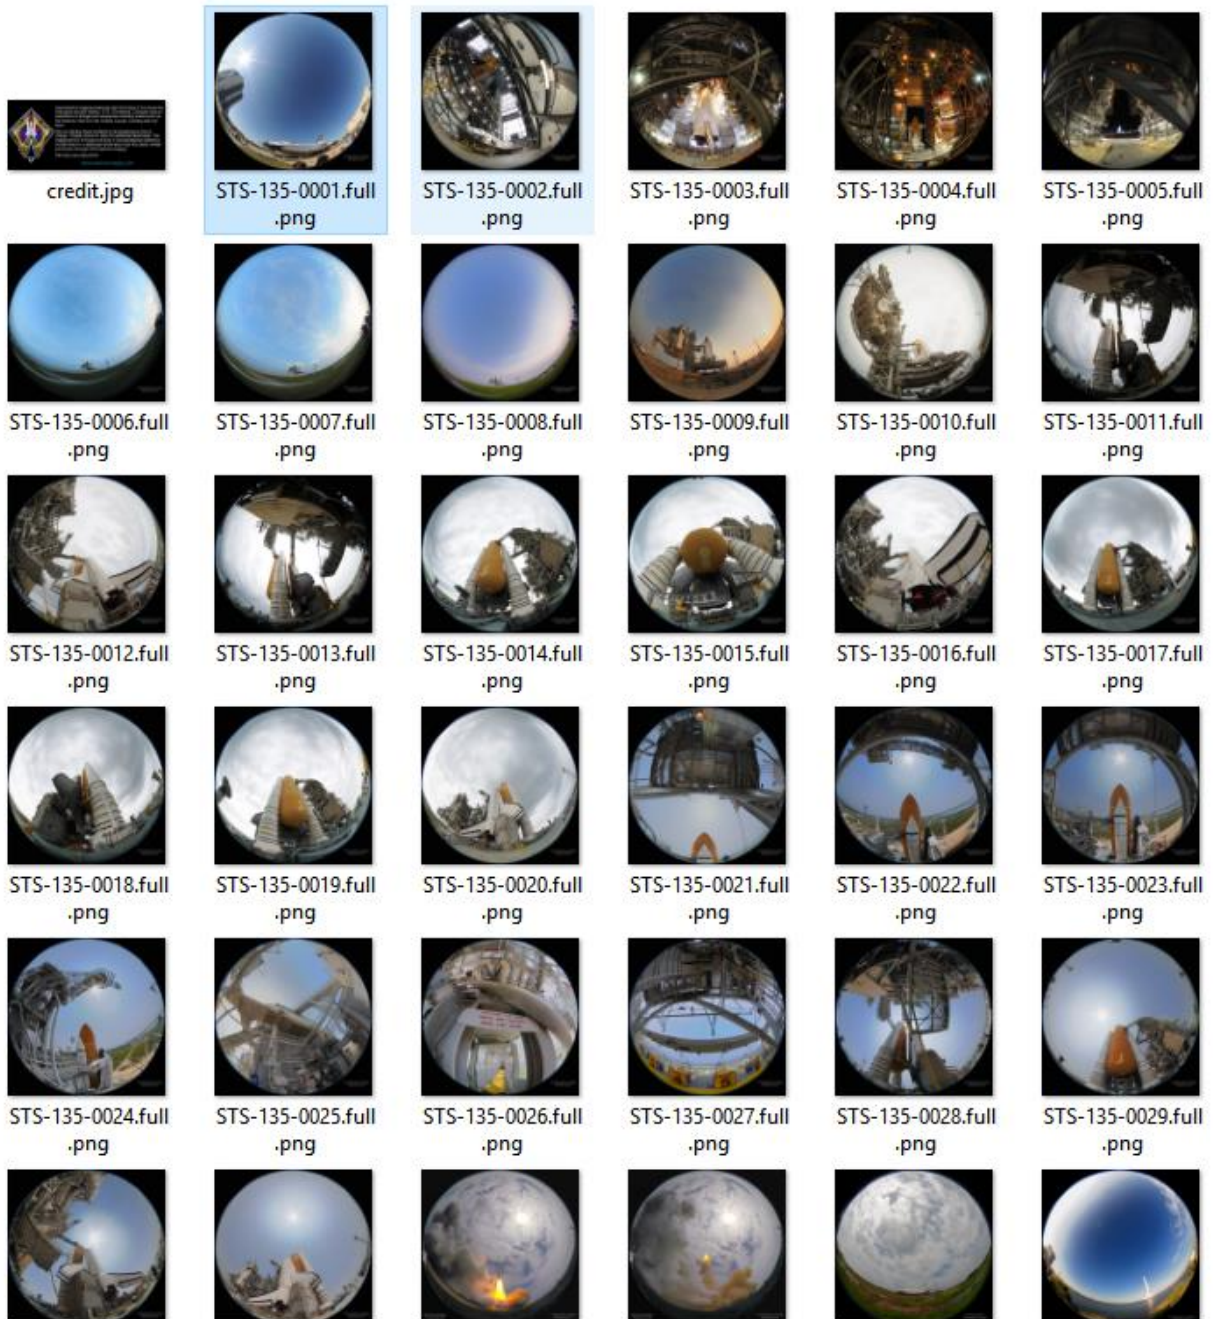 credit.jpg
STS-135-0001.full
.png
STS-135-0002.full
.png
STS-135-0003.full
.png
STS-135-0004.full
.png
STS-135-0005.full
.png
STS-135-0006.full
.png
STS-135-0007.full
.png
STS-135-0008.full
.png
STS-135-0009.full
.png
STS-135-0010.full
.png
STS-135-0011.full
.png
STS-135-0012.full
.png
STS-135-0013.full
.png
STS-135-0014.full
.png
STS-135-0015.full
.png
STS-135-0016.full
.png
STS-135-0017.full
.png
STS-135-0018.full
.png
STS-135-0019.full
.png
STS-135-0020.full
.png
STS-135-0021.full
.png
STS-135-0022.full
.png
STS-135-0023.full
.png
STS-135-0024.full
.png
STS-135-0025.full
.png
STS-135-0026.full
.png
STS-135-0027.full
.png
STS-135-0028.full
.png
STS-135-0029.full
.png